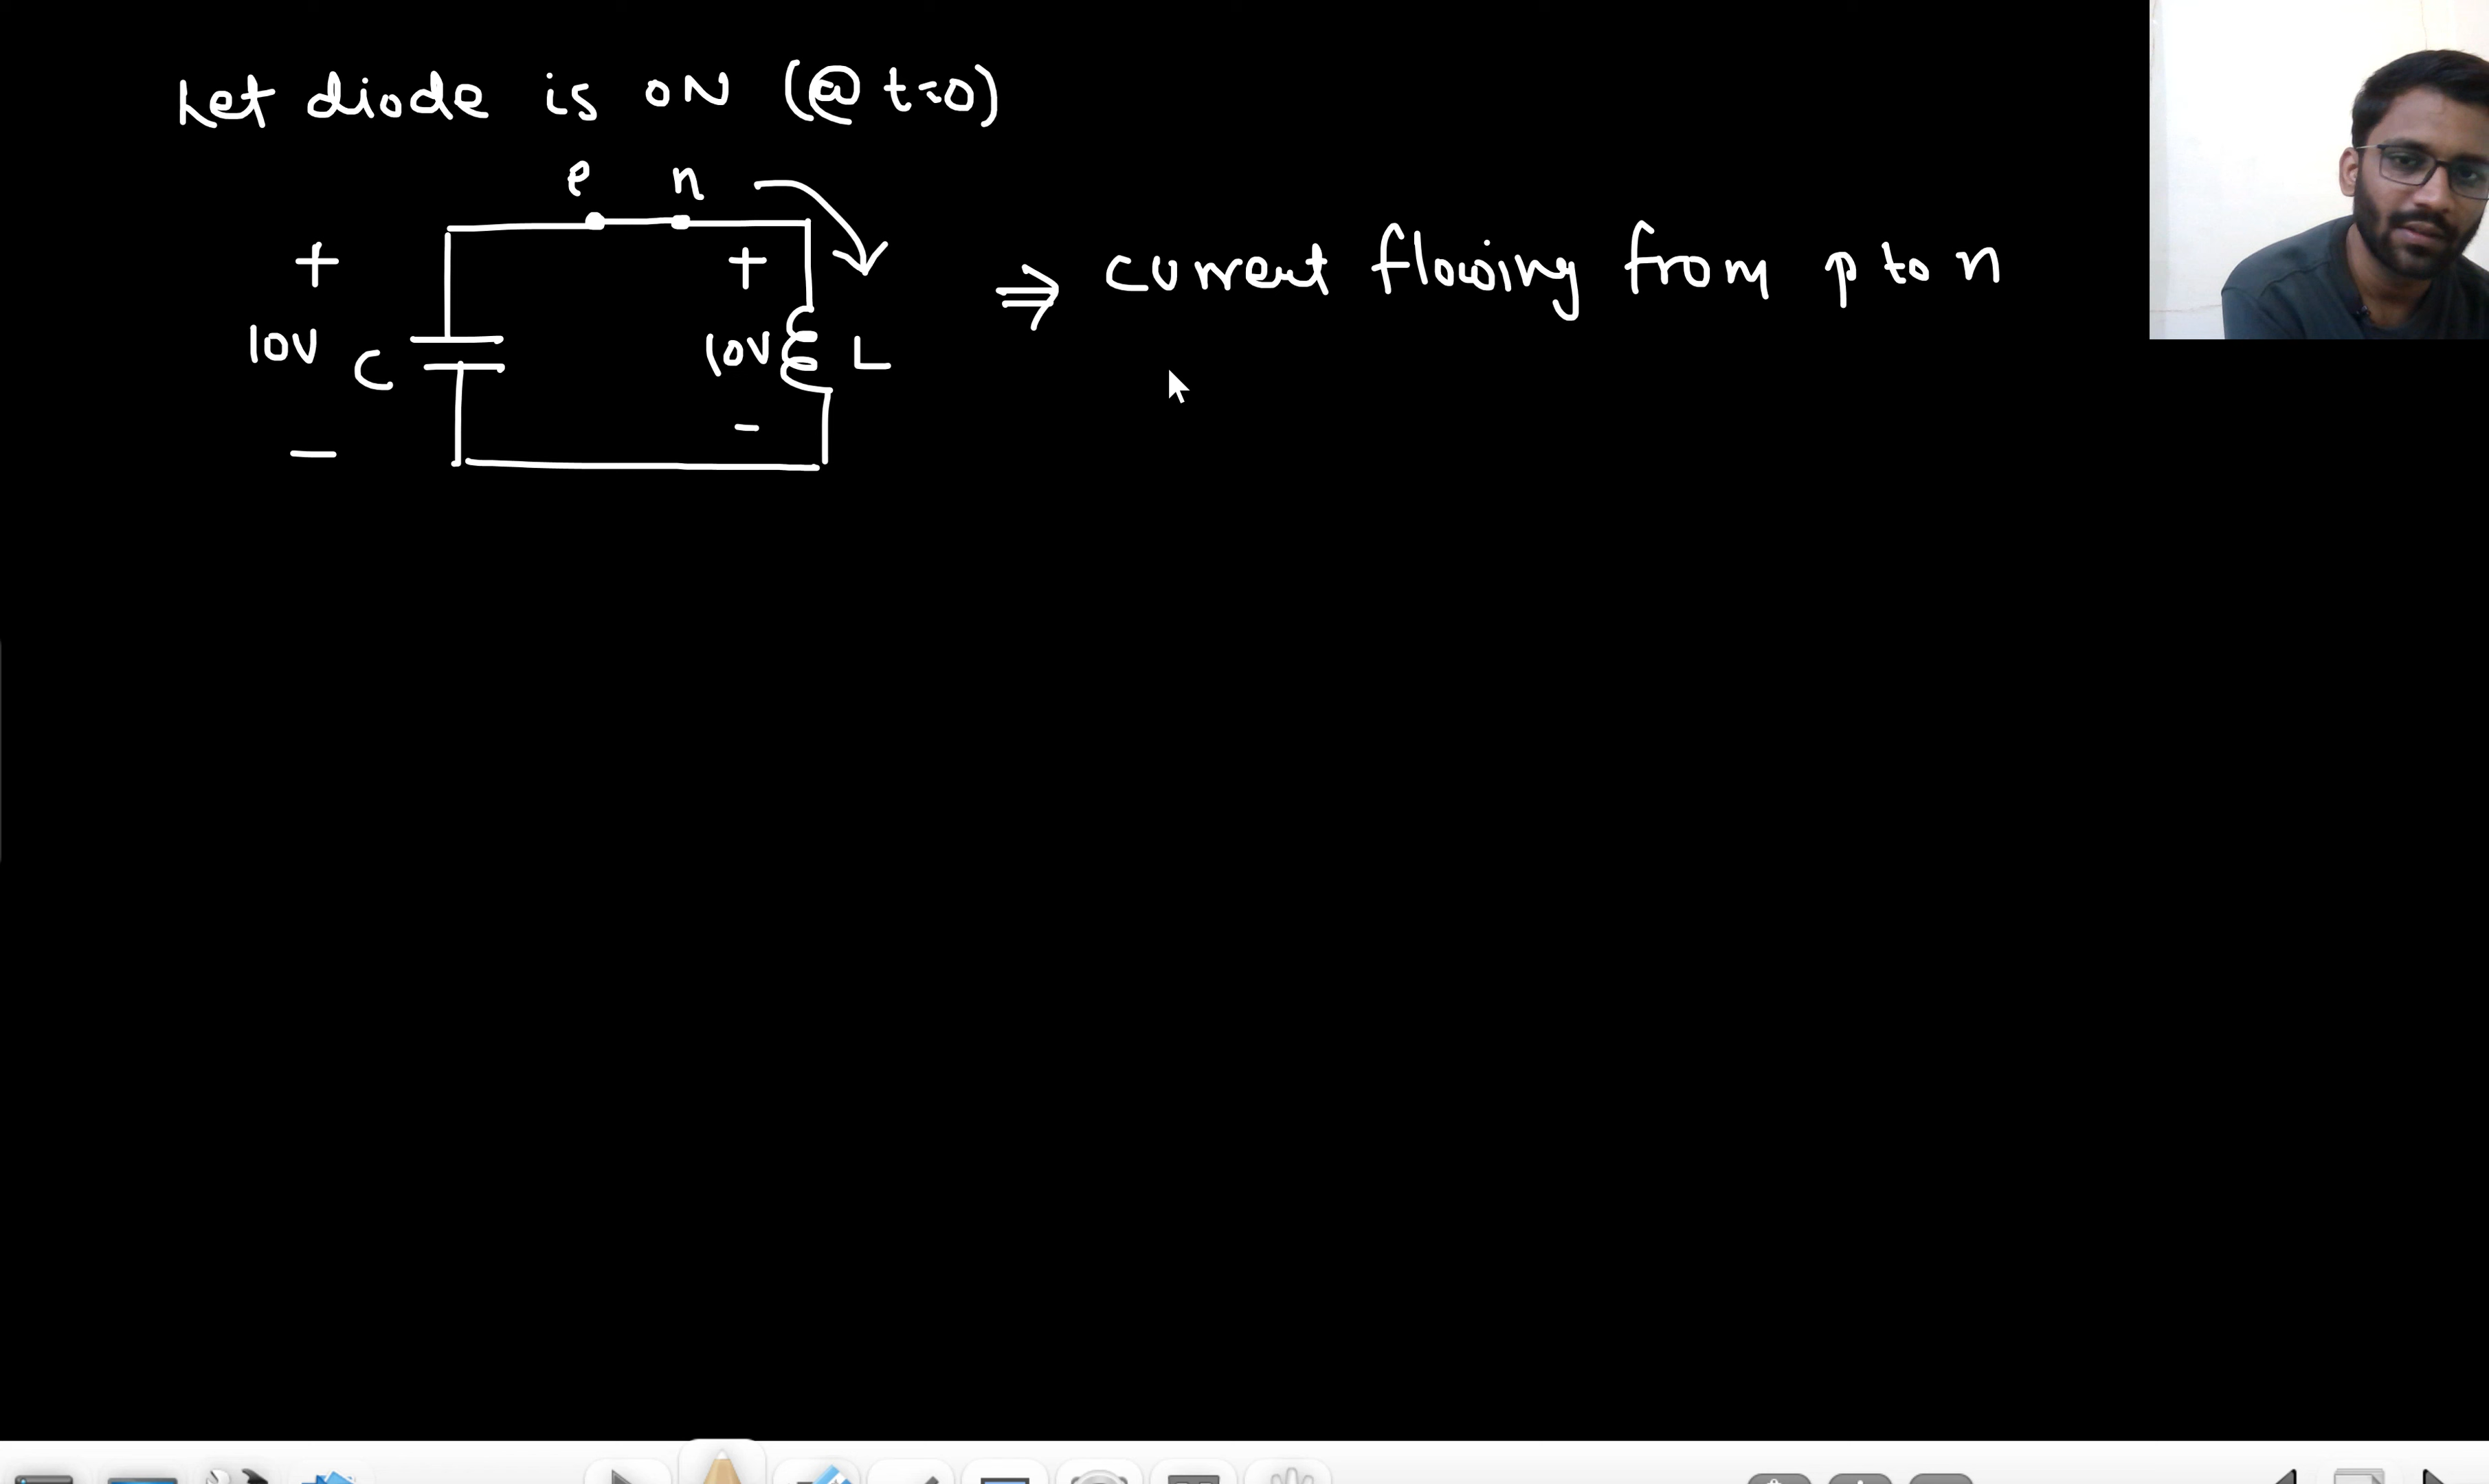 Let diode is ON (@ t=0)
p n
+ + ⇒ current flowing from p to n
10V C 10V L
- -